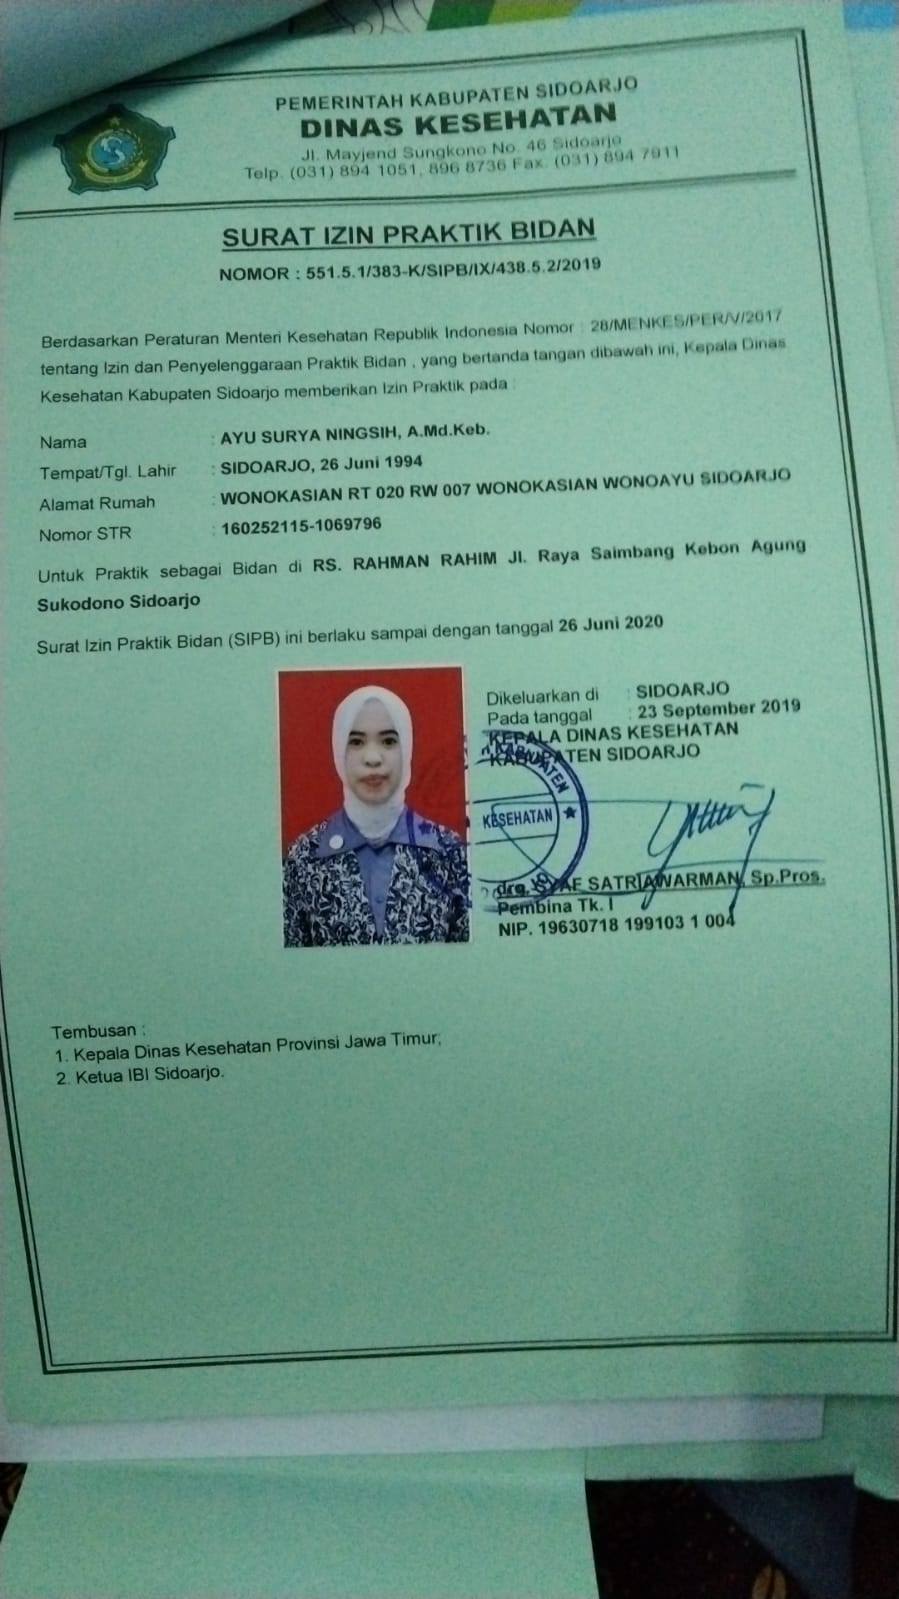 PEMERINTAH KABUPATEN SIDOARJO
DINAS KESEHATAN
Jl. Mayjend Sungkono No. 46 Sidoarjo
Telp. (031) 894 1051, 896 8736 Fax. (031) 894 7911
SURAT IZIN PRAKTIK BIDAN
NOMOR : 551.5.1/383-K/SIPB/IX/438.5.2/2019
Berdasarkan Peraturan Menteri Kesehatan Republik Indonesia Nomor : 28/MENKES/PER/V/2017
tentang Izin dan Penyelenggaraan Praktik Bidan , yang bertanda tangan dibawah ini, Kepala Dinas
Kesehatan Kabupaten Sidoarjo memberikan Izin Praktik pada :
Nama : AYU SURYA NINGSIH, A.Md.Keb.
Tempat/Tgl. Lahir : SIDOARJO, 26 Juni 1994
Alamat Rumah : WONOKASIAN RT 020 RW 007 WONOKASIAN WONOAYU SIDOARJO
Nomor STR : 160252115-1069796
Untuk Praktik sebagai Bidan di RS. RAHMAN RAHIM Jl. Raya Saimbang Kebon Agung
Sukodono Sidoarjo
Surat Izin Praktik Bidan (SIPB) ini berlaku sampai dengan tanggal 26 Juni 2020
Dikeluarkan di : SIDOARJO
Pada tanggal : 23 September 2019
KEPALA DINAS KESEHATAN
KABUPATEN SIDOARJO
KABUPATEN
KESEHATAN
drg. SYAF SATRIAWARMAN, Sp.Pros.
Pembina Tk. I
NIP. 19630718 199103 1 004
Tembusan :
1. Kepala Dinas Kesehatan Provinsi Jawa Timur;
2. Ketua IBI Sidoarjo.